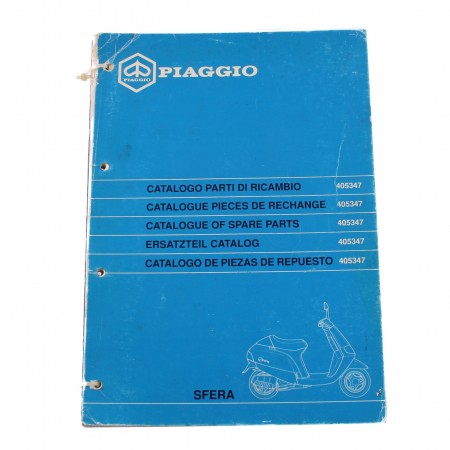 PIAGGIO
PIAGGIO
CATALOGO PARTI DI RICAMBIO 405347
CATALOGUE PIECES DE RECHANGE 405347
CATALOGUE OF SPARE PARTS 405347
ERSATZTEIL CATALOG 405347
CATALOGO DE PIEZAS DE REPUESTO 405347
SFERA